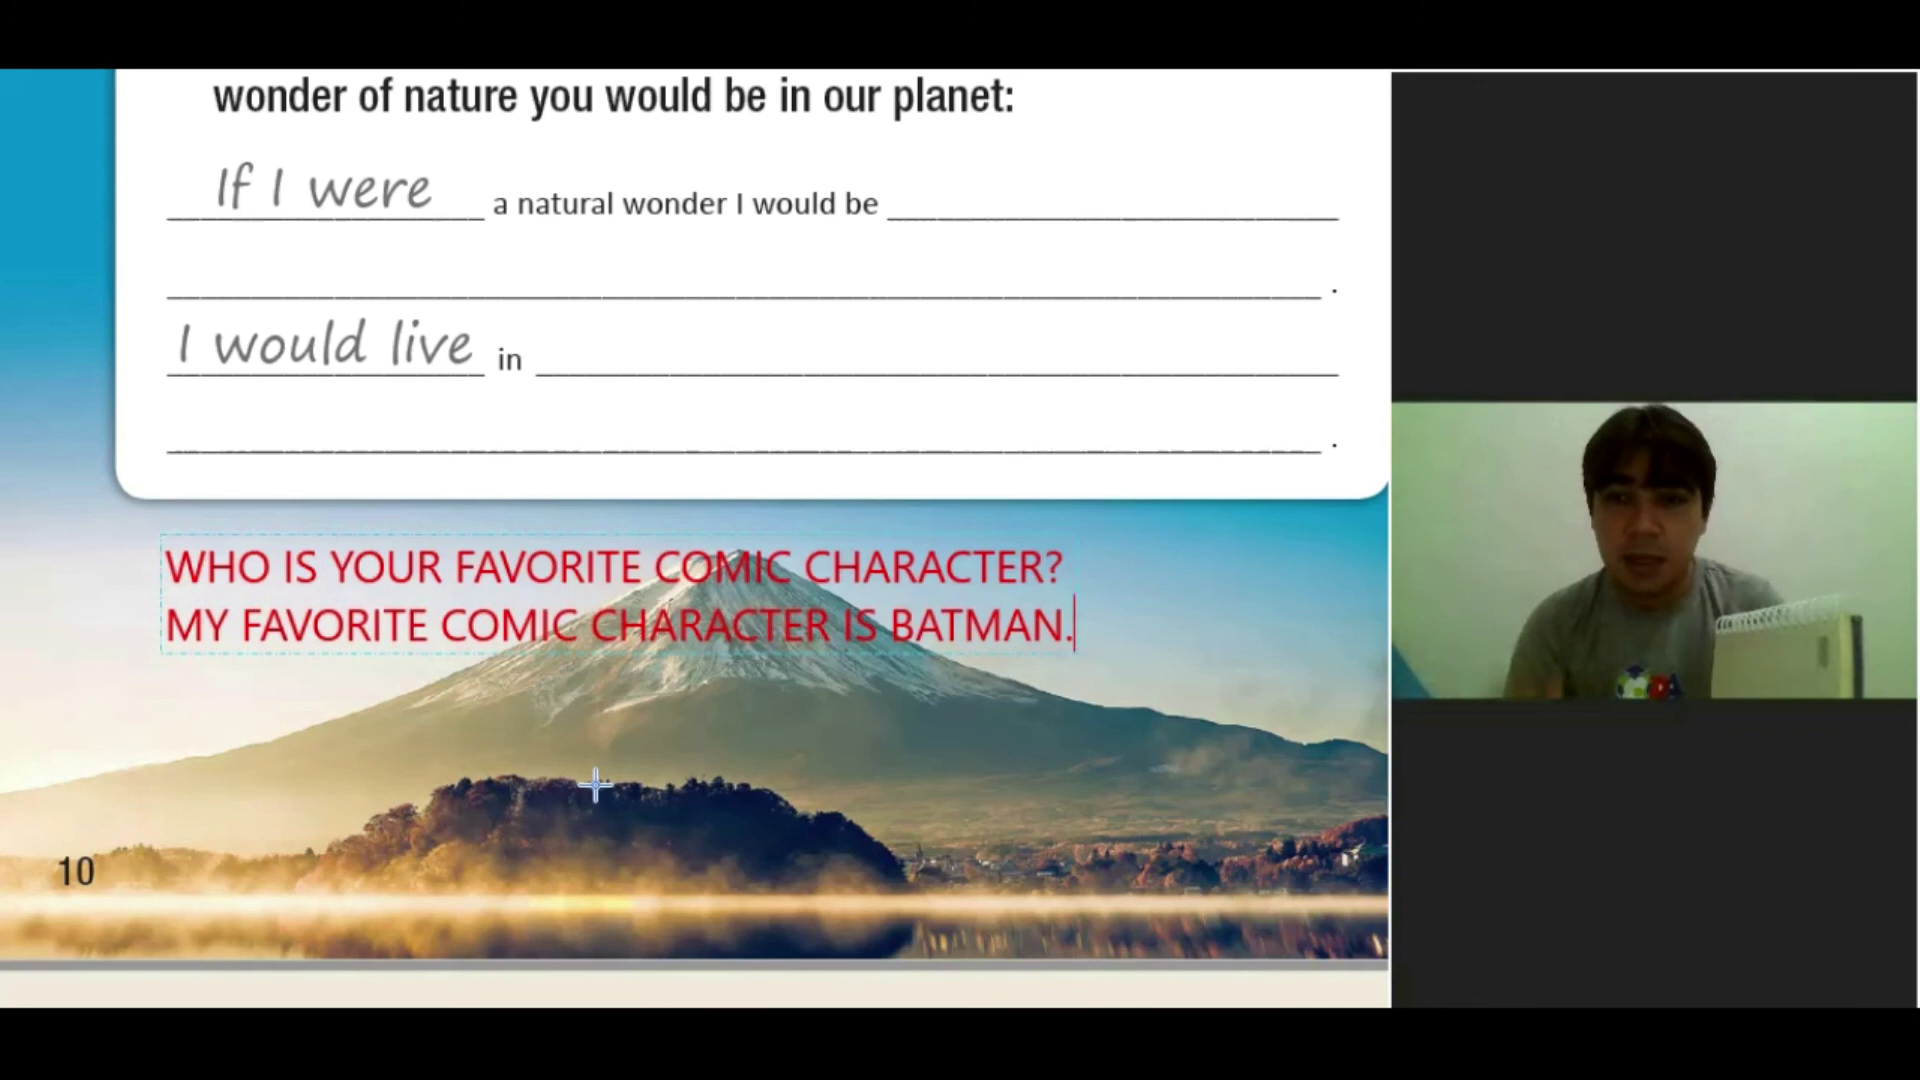 wonder of nature you would be in our planet:
If I were a natural wonder I would be
.
I would live in
.
WHO IS YOUR FAVORITE COMIC CHARACTER?
MY FAVORITE COMIC CHARACTER IS BATMAN.
10